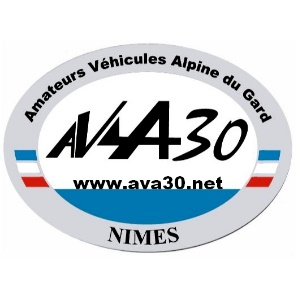 Amateurs Véhicules Alpine du Gard
AVA30
www.ava30.net
NIMES